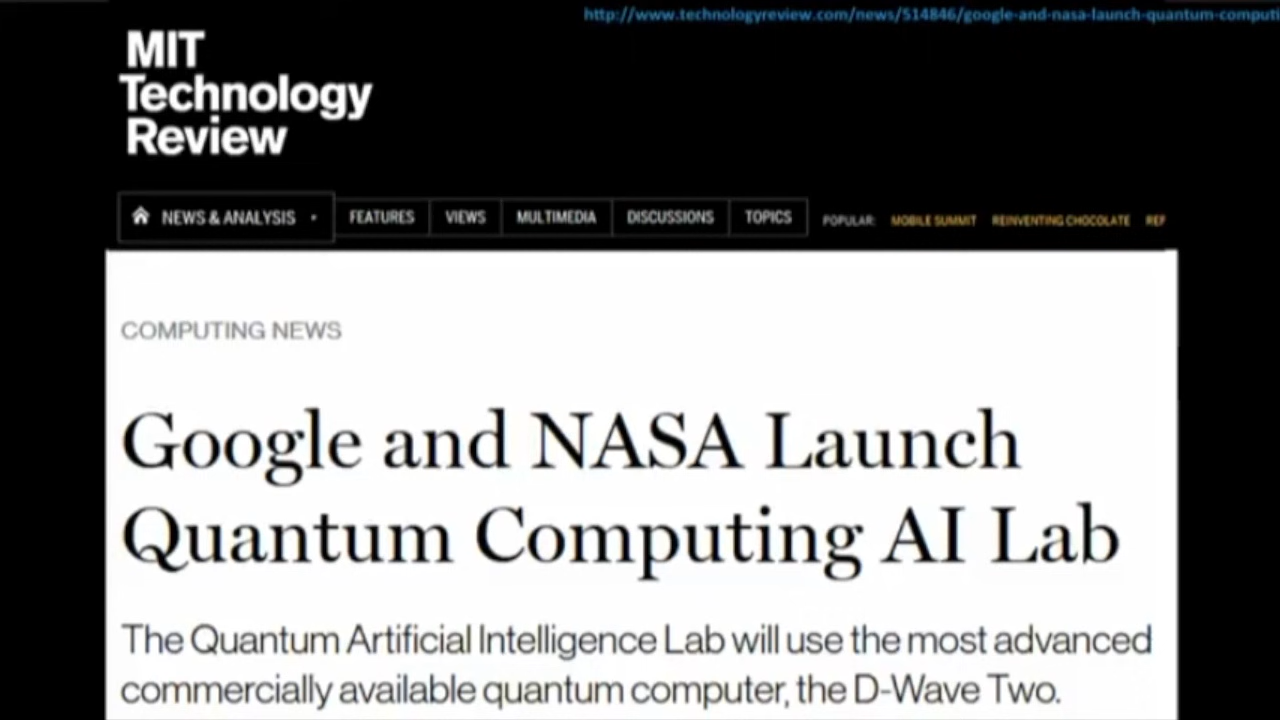 http://www.technologyreview.com/news/514846/google-and-nasa-launch-quantum-computi
MIT
Technology
Review
NEWS & ANALYSIS FEATURES VIEWS MULTIMEDIA DISCUSSIONS TOPICS POPULAR: MOBILE SUMMIT REINVENTING CHOCOLATE REP
COMPUTING NEWS
Google and NASA Launch
Quantum Computing AI Lab
The Quantum Artificial Intelligence Lab will use the most advanced
commercially available quantum computer, the D-Wave Two.